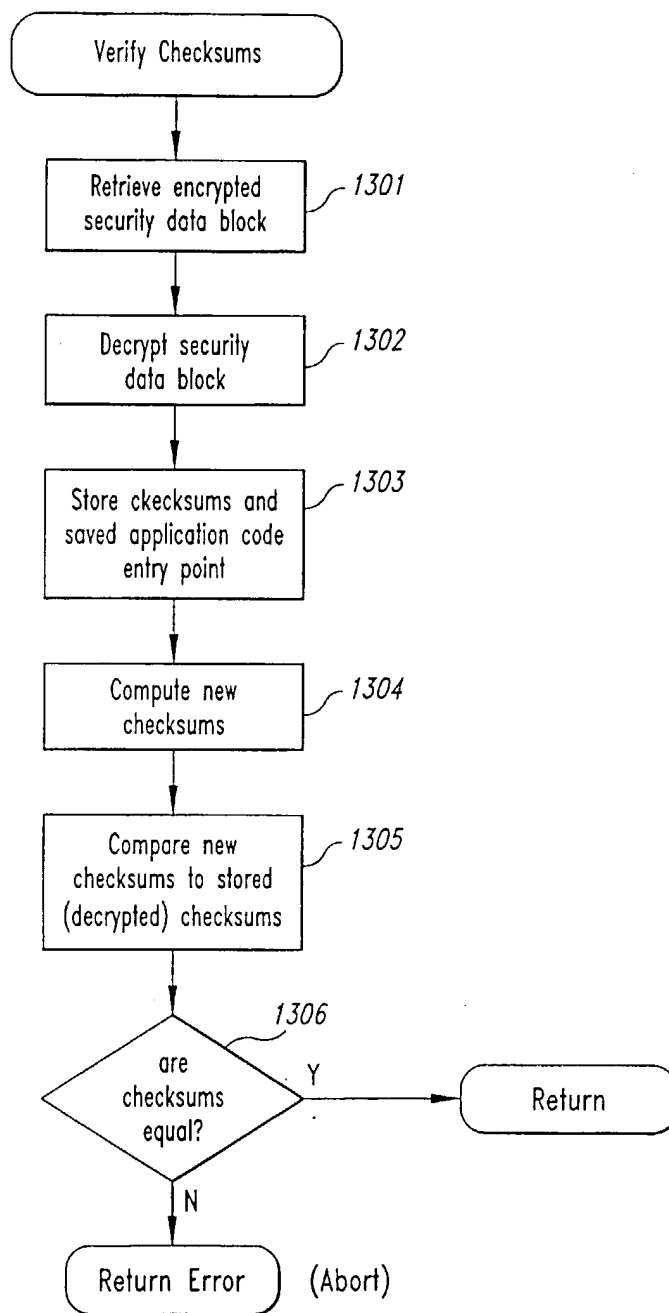 Verify Checksums
Retrieve encrypted
security data block
1301
Decrypt security
data block
1302
Store ckecksums and
saved application code
entry point
1303
Compute new
checksums
1304
Compare new
checksums to stored
(decrypted) checksums
1305
1306
are
checksums
equal?
Y
Return
N
Return Error
(Abort)